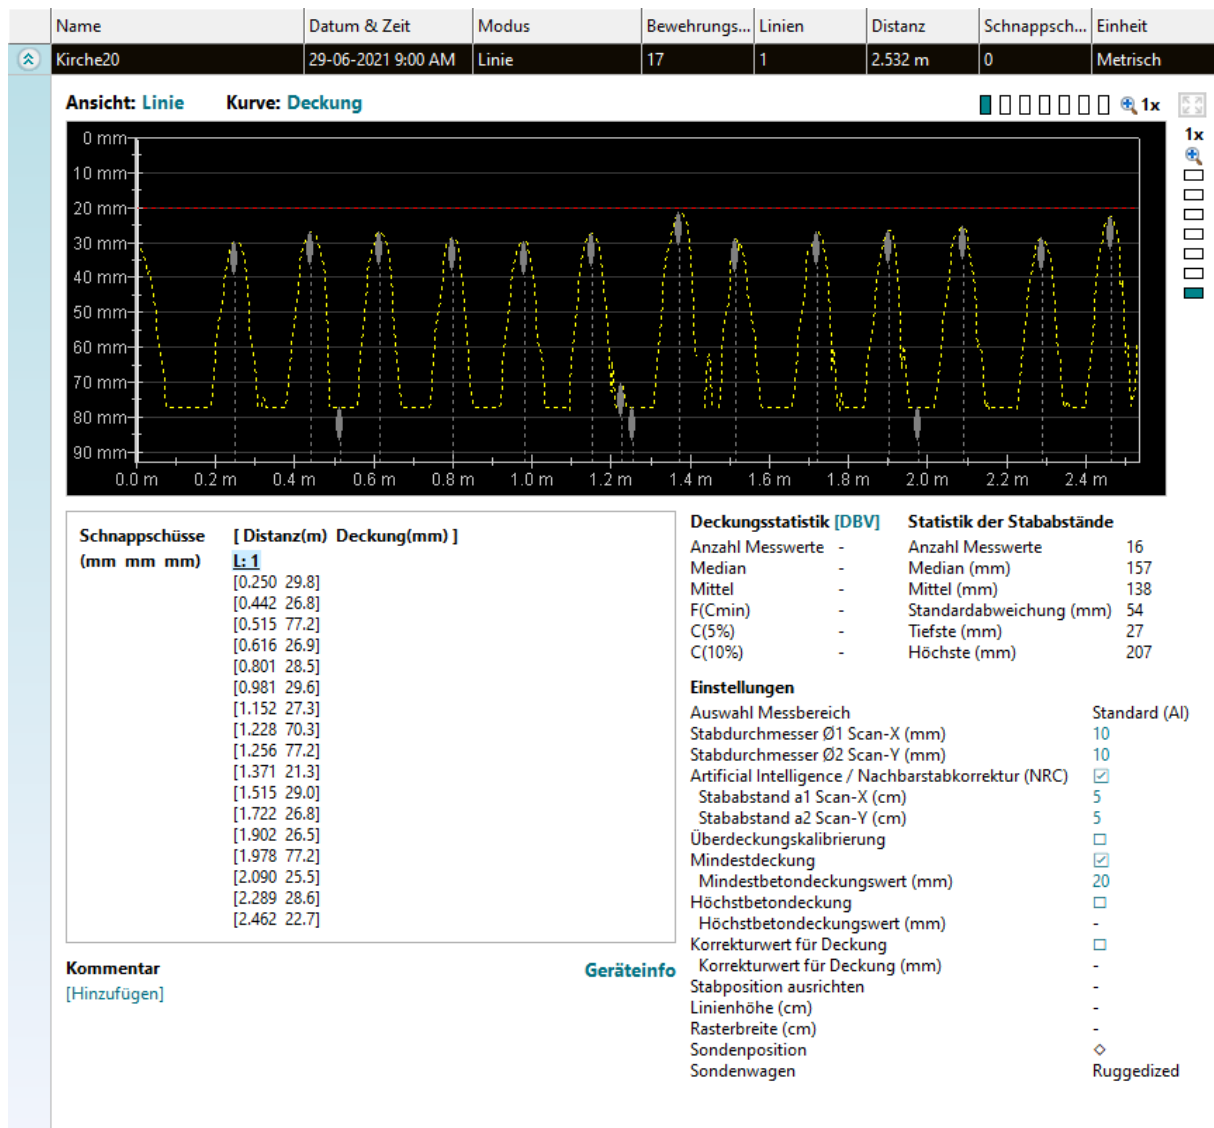 Name Datum & Zeit Modus Bewehrungs... Linien Distanz Schnappsch... Einheit
Kirche20 29-06-2021 9:00 AM Linie 17 1 2.532 m 0 Metrisch
Ansicht: Linie Kurve: Deckung 1x
1x
0 mm
10 mm
20 mm
30 mm
40 mm
50 mm
60 mm
70 mm
80 mm
90 mm
0.0 m 0.2 m 0.4 m 0.6 m 0.8 m 1.0 m 1.2 m 1.4 m 1.6 m 1.8 m 2.0 m 2.2 m 2.4 m
Schnappschüsse [ Distanz(m) Deckung(mm) ]
(mm mm mm) L: 1
[0.250 29.8]
[0.442 26.8]
[0.515 77.2]
[0.616 26.9]
[0.801 28.5]
[0.981 29.6]
[1.152 27.3]
[1.228 70.3]
[1.256 77.2]
[1.371 21.3]
[1.515 29.0]
[1.722 26.8]
[1.902 26.5]
[1.978 77.2]
[2.090 25.5]
[2.289 28.6]
[2.462 22.7]
Kommentar Geräteinfo
[Hinzufügen]
Deckungsstatistik [DBV] Statistik der Stababstände
Anzahl Messwerte - Anzahl Messwerte 16
Median - Median (mm) 157
Mittel - Mittel (mm) 138
F(Cmin) - Standardabweichung (mm) 54
C(5%) - Tiefste (mm) 27
C(10%) - Höchste (mm) 207
Einstellungen
Auswahl Messbereich Standard (AI)
Stabdurchmesser Ø1 Scan-X (mm) 10
Stabdurchmesser Ø2 Scan-Y (mm) 10
Artificial Intelligence / Nachbarstabkorrektur (NRC)
Stababstand a1 Scan-X (cm) 5
Stababstand a2 Scan-Y (cm) 5
Überdeckungskalibrierung
Mindestdeckung
Mindestbetondeckungswert (mm) 20
Höchstbetondeckung
Höchstbetondeckungswert (mm) -
Korrekturwert für Deckung
Korrekturwert für Deckung (mm) -
Stabposition ausrichten -
Linienhöhe (cm) -
Rasterbreite (cm) -
Sondenposition
Sondenwagen Ruggedized